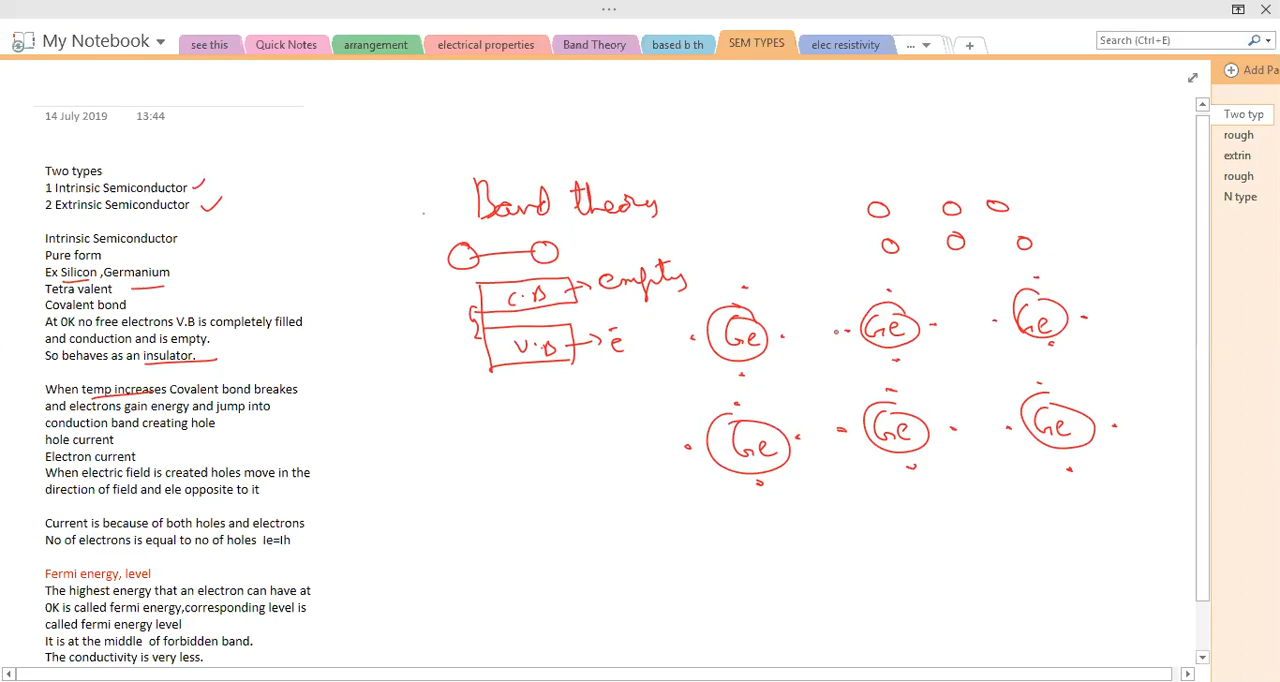 My Notebook
see this
Quick Notes
arrangement
electrical properties
Band Theory
based b th
SEM TYPES
elec resistivity
...
Search (Ctrl+E)
Add Pa
Two typ
rough
extrin
rough
N type
14 July 2019 13:44
Two types
1 Intrinsic Semiconductor
2 Extrinsic Semiconductor
Intrinsic Semiconductor
Pure form
Ex Silicon ,Germanium
Tetra valent
Covalent bond
At 0K no free electrons V.B is completely filled
and conduction and is empty.
So behaves as an insulator.
When temp increases Covalent bond breakes
and electrons gain energy and jump into
conduction band creating hole
hole current
Electron current
When electric field is created holes move in the
direction of field and ele opposite to it
Current is because of both holes and electrons
No of electrons is equal to no of holes Ie=Ih
Fermi energy, level
The highest energy that an electron can have at
0K is called fermi energy,corresponding level is
called fermi energy level
It is at the middle of forbidden band.
The conductivity is very less.
Band theory
C.B → empty
V.B → ē
Ge Ge Ge
Ge Ge Ge